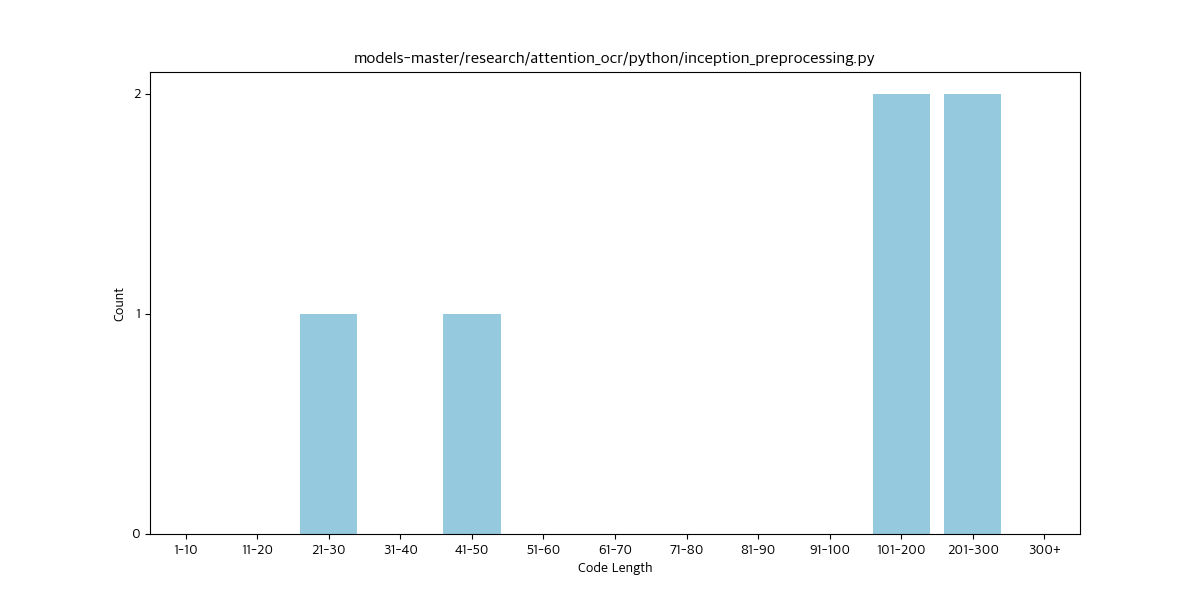 models-master/research/attention_ocr/python/inception_preprocessing.py
2
1
0
Count
1-10 11-20 21-30 31-40 41-50 51-60 61-70 71-80 81-90 91-100 101-200 201-300 300+
Code Length